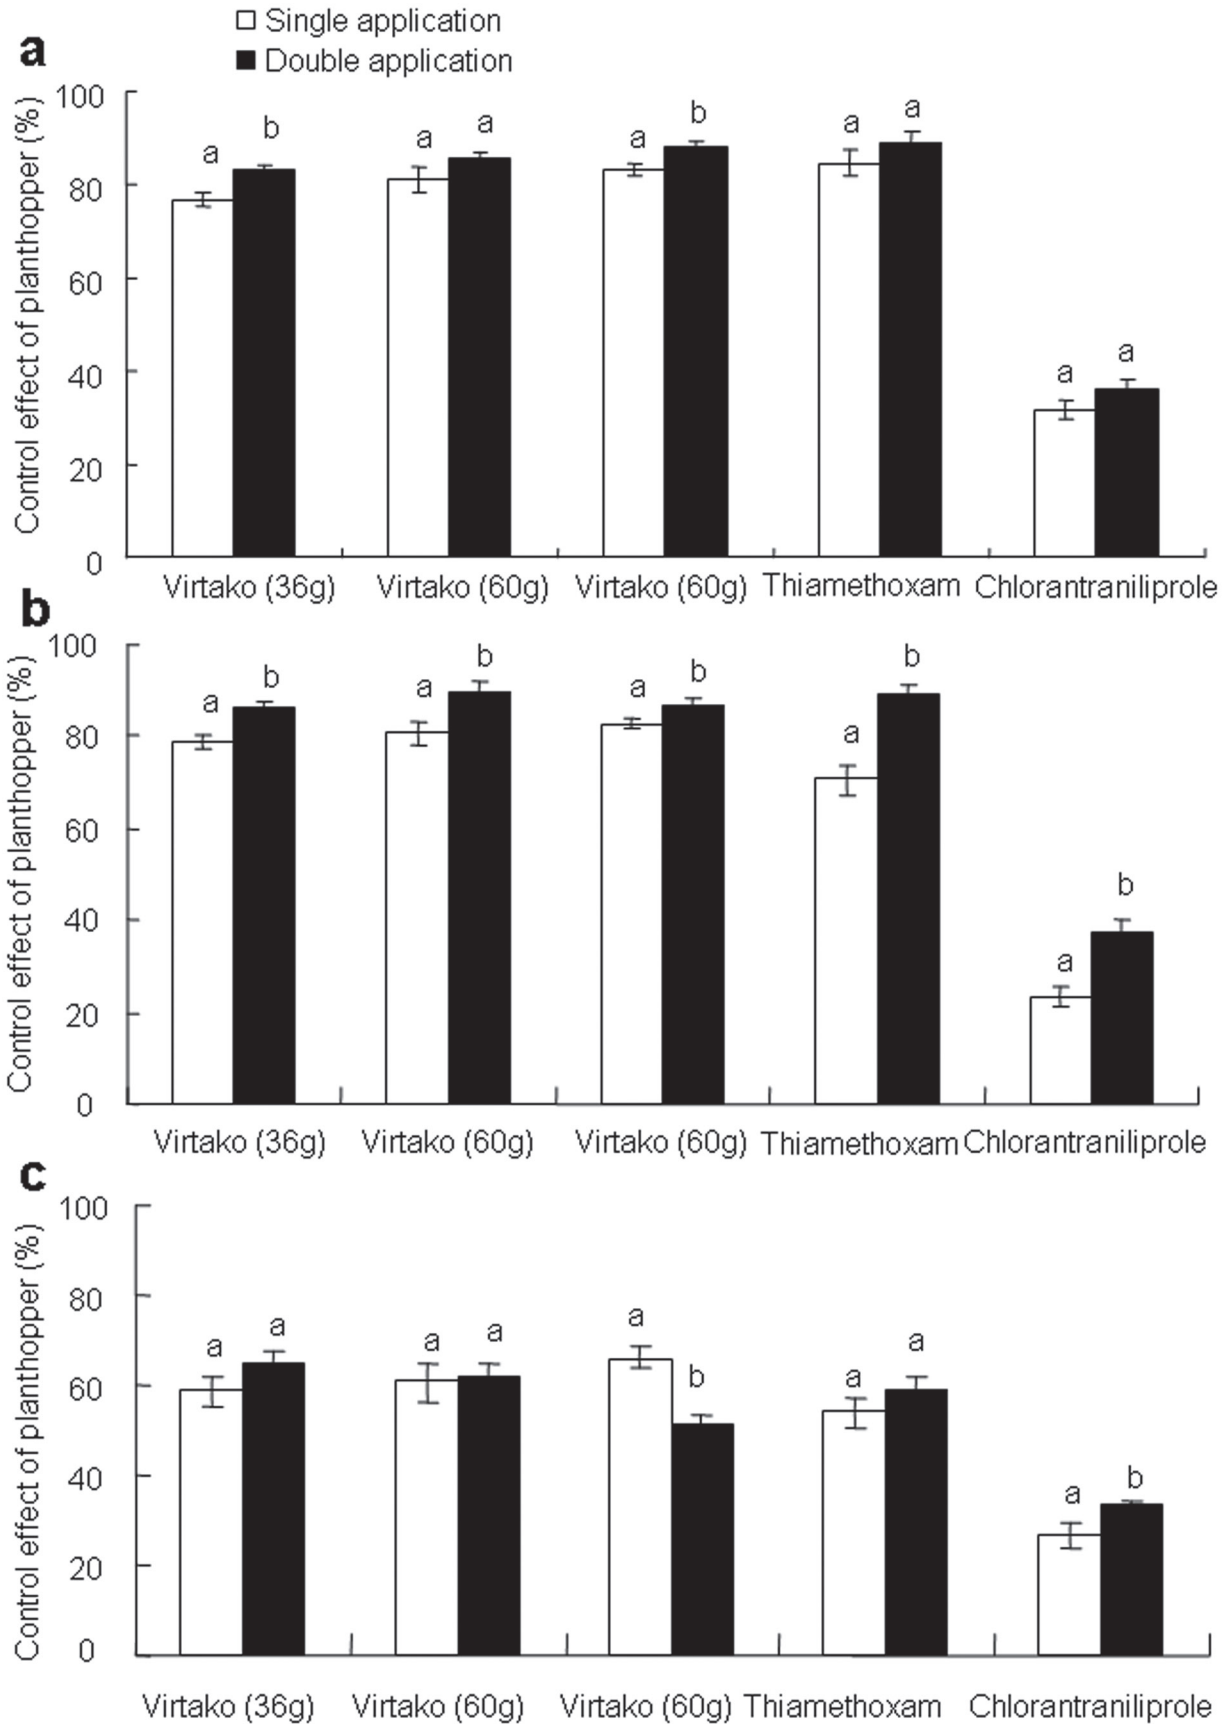 Single application
Double application
a
Control effect of planthopper (%)
100
80
60
40
20
0
a b a a a b a a a a
Virtako (36g) Virtako (60g) Virtako (60g) Thiamethoxam Chlorantraniliprole
b
Control effect of planthopper (%)
100
80
60
40
20
0
a b a b a b a b a b
Virtako (36g) Virtako (60g) Virtako (60g) Thiamethoxam Chlorantraniliprole
c
Control effect of planthopper (%)
100
80
60
40
20
0
a a a a a b a a a b
Virtako (36g) Virtako (60g) Virtako (60g) Thiamethoxam Chlorantraniliprole